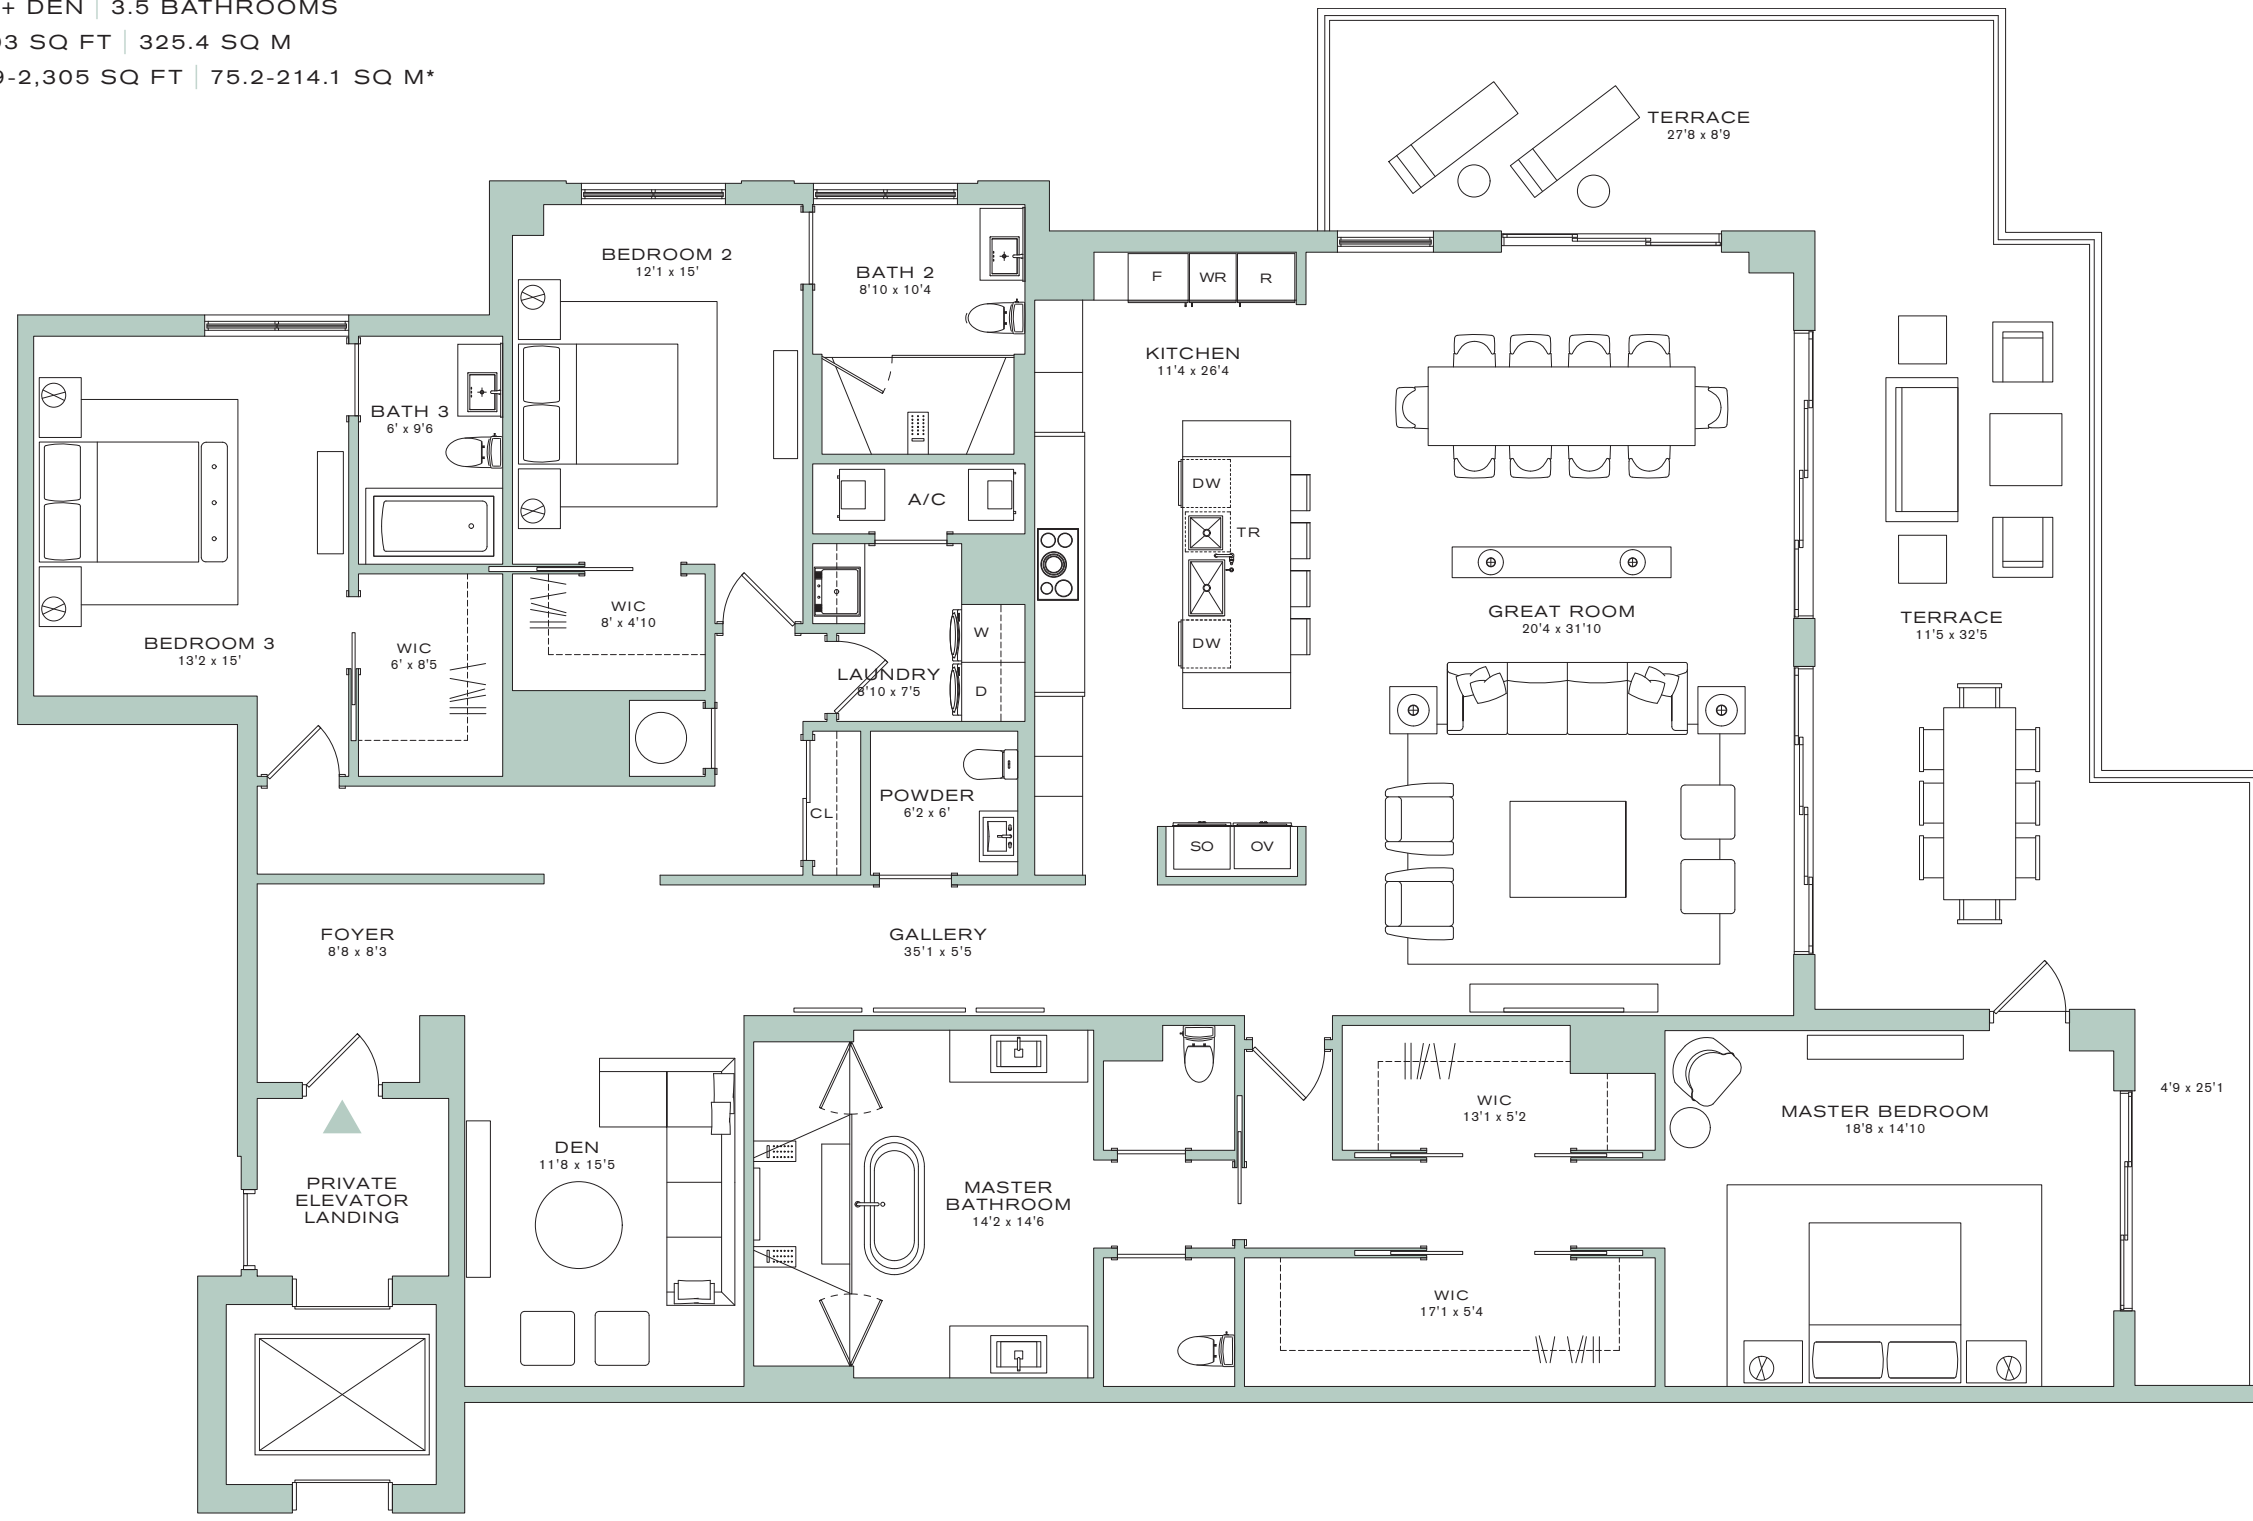 + DEN | 3.5 BATHROOMS
SQ FT | 325.4 SQ M
-2,305 SQ FT | 75.2-214.1 SQ M*
TERRACE
27'8 x 8'9
BEDROOM 2
12'1 x 15'
BATH 2
8'10 x 10'4
F
WR
R
KITCHEN
11'4 x 26'4
BATH 3
6' x 9'6
A/C
DW
TR
DW
BEDROOM 3
13'2 x 15'
WIC
6' x 8'5
WIC
8' x 4'10
W
D
LAUNDRY
8'10 x 7'5
GREAT ROOM
20'4 x 31'10
TERRACE
11'5 x 32'5
CL
POWDER
6'2 x 6'
SO
OV
FOYER
8'8 x 8'3
GALLERY
35'1 x 5'5
PRIVATE
ELEVATOR
LANDING
DEN
11'8 x 15'5
MASTER
BATHROOM
14'2 x 14'6
WIC
13'1 x 5'2
WIC
17'1 x 5'4
MASTER BEDROOM
18'8 x 14'10
4'9 x 25'1